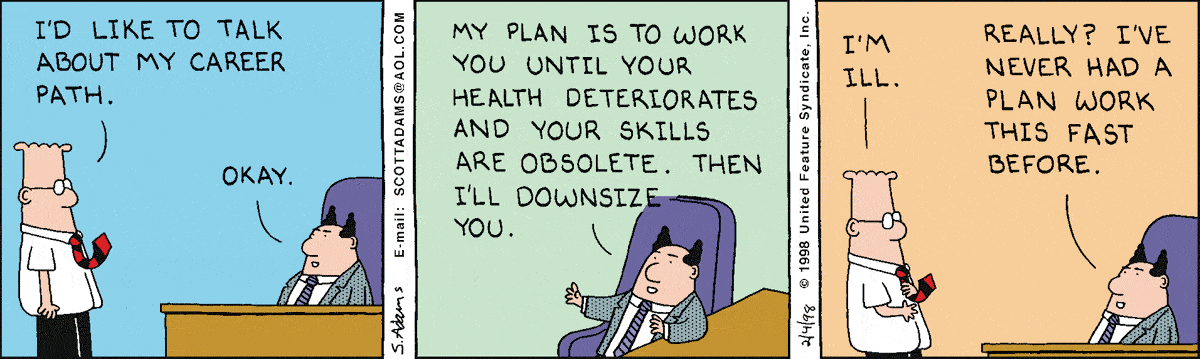 I'D LIKE TO TALK
ABOUT MY CAREER
PATH.
OKAY.
S. Adams E-mail: SCOTTADAMS@AOL.COM
MY PLAN IS TO WORK
YOU UNTIL YOUR
HEALTH DETERIORATES
AND YOUR SKILLS
ARE OBSOLETE. THEN
I'LL DOWNSIZE
YOU.
2/4/98 © 1998 United Feature Syndicate, Inc.
I'M
ILL.
REALLY? I'VE
NEVER HAD A
PLAN WORK
THIS FAST
BEFORE.